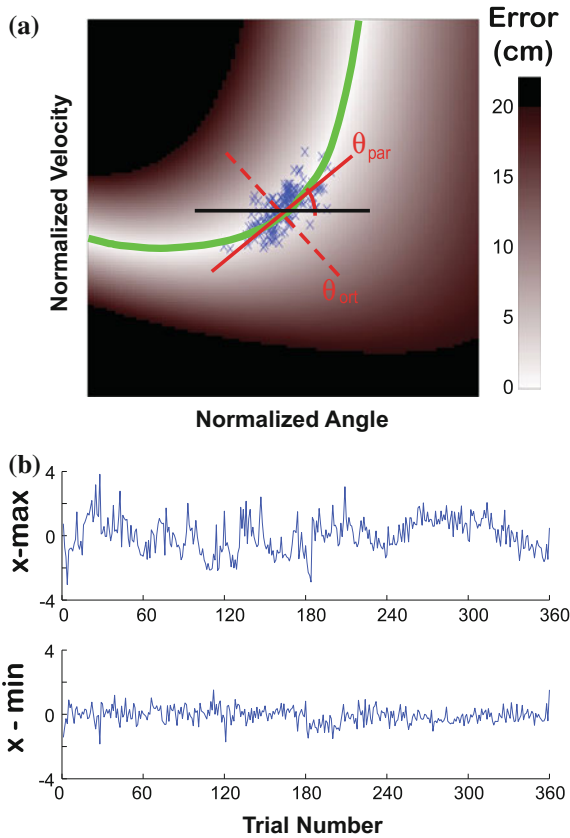 (a)
Error
(cm)
Normalized Velocity
θpar
θort
20
15
10
5
0
Normalized Angle
(b)
x-max
4
0
-4
0 60 120 180 240 300 360
x - min
4
0
-4
0 60 120 180 240 300 360
Trial Number